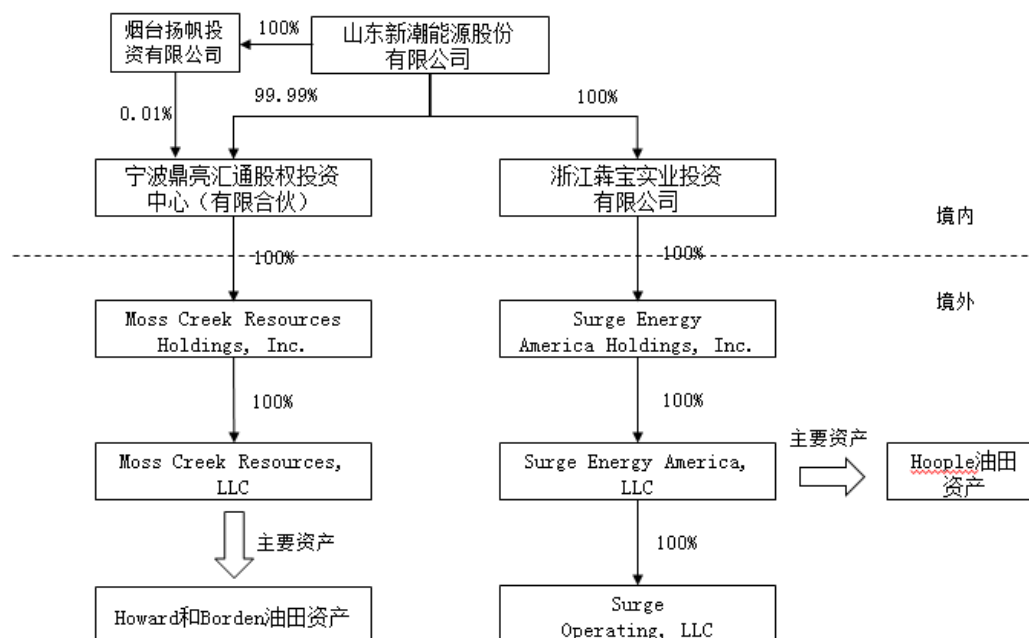 烟台扬帆投
资有限公司
100%
山东新潮能源股份
有限公司
0.01%
99.99%
100%
宁波鼎亮汇通股权投资
中心（有限合伙）
浙江犇宝实业投资
有限公司
境内
100%
100%
境外
Moss Creek Resources
Holdings, Inc.
Surge Energy
America Holdings, Inc.
100%
100%
Moss Creek Resources,
LLC
Surge Energy America,
LLC
主要资产
Hoople油田
资产
主要资产
100%
Howard和Borden油田资产
Surge
Operating, LLC